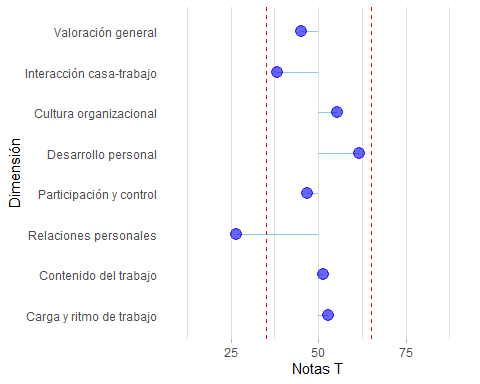 Valoración general
Interacción casa-trabajo
Cultura organizacional
Desarrollo personal
Participación y control
Relaciones personales
Contenido del trabajo
Carga y ritmo de trabajo
Dimensión
25 50 75
Notas T